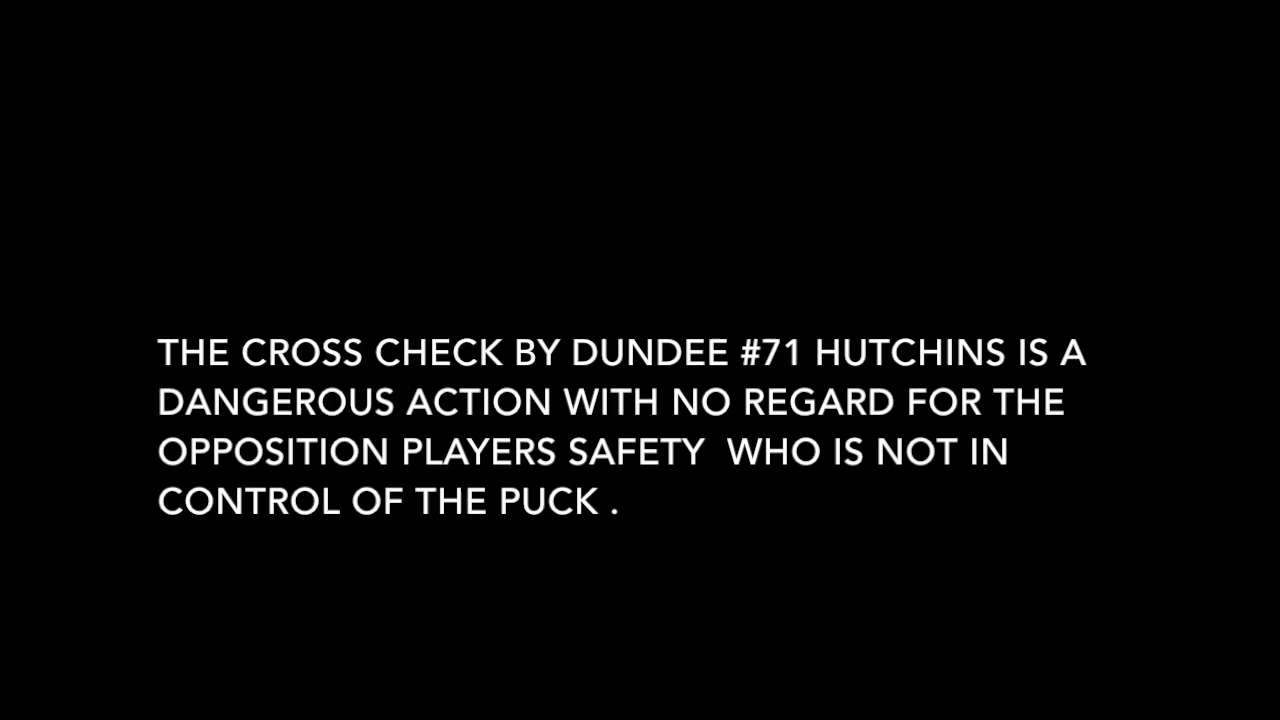 THE CROSS CHECK BY DUNDEE #71 HUTCHINS IS A
DANGEROUS ACTION WITH NO REGARD FOR THE
OPPOSITION PLAYERS SAFETY  WHO IS NOT IN
CONTROL OF THE PUCK .